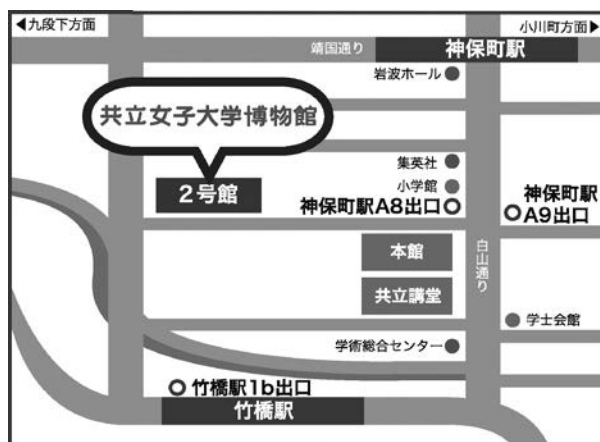 ◀九段下方面
小川町方面▶
靖国通り
神保町駅
岩波ホール
共立女子大学博物館
集英社
2号館
小学館
神保町駅A8出口
神保町駅
A9出口
本館
白山通り
共立講堂
学士会館
学術総合センター
竹橋駅1b出口
竹橋駅